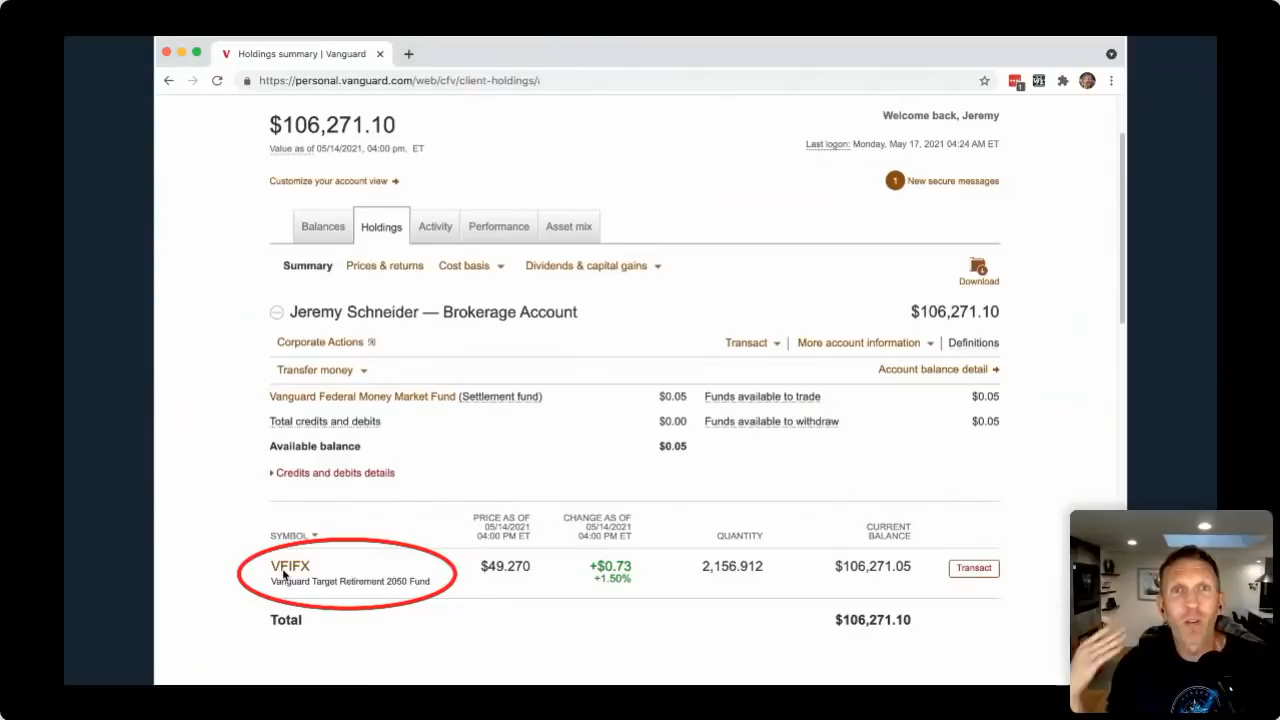 Holdings summary | Vanguard
https://personal.vanguard.com/web/cfv/client-holdings/
1
$106,271.10
Welcome back, Jeremy
Value as of 05/14/2021, 04:00 pm, ET
Last logon: Monday, May 17, 2021 04:24 AM ET
Customize your account view
1 New secure messages
Balances Holdings Activity Performance Asset mix
Summary Prices & returns Cost basis Dividends & capital gains
Download
Jeremy Schneider — Brokerage Account $106,271.10
Corporate Actions Transact | More account information | Definitions
Transfer money Account balance detail
Vanguard Federal Money Market Fund (Settlement fund) $0.05 Funds available to trade $0.05
Total credits and debits $0.00 Funds available to withdraw $0.05
Available balance $0.05
Credits and debits details
SYMBOL
PRICE AS OF
05/14/2021
04:00 PM ET
CHANGE AS OF
05/14/2021
04:00 PM ET
QUANTITY
CURRENT
BALANCE
VFIFX $49.270 +$0.73 2,156.912 $106,271.05 Transact
+1.50%
Vanguard Target Retirement 2050 Fund
Total $106,271.10